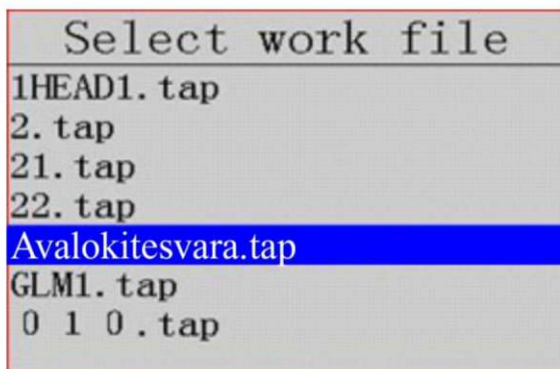 Select work file
1HEAD1.tap
2.tap
21.tap
22.tap
Avalokitesvara.tap
GLM1.tap
0 1 0.tap